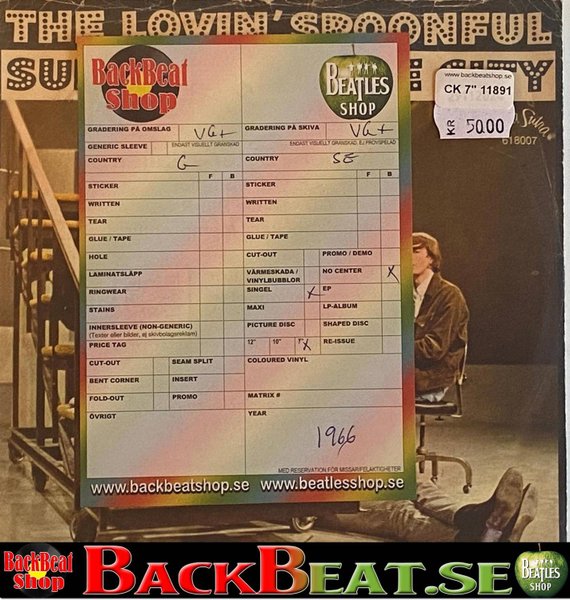 THE LOVIN' SPOONFUL
SU
E CITY
www.backbeatshop.se
CK 7" 11891
KR 50.00
618007
BackBeat
Shop
BEATLES
SHOP
GRADERING PÅ OMSLAG VG+
GRADERING PÅ SKIVA VG+
GENERIC SLEEVE ENDAST VISUELLT GRANSKAD
ENDAST VISUELLT GRANSKAD, EJ PROVSPELAD
COUNTRY G
COUNTRY SE
F B
F B
STICKER
STICKER
WRITTEN
WRITTEN
TEAR
TEAR
GLUE / TAPE
GLUE / TAPE
HOLE
CUT-OUT PROMO / DEMO
LAMINATSLÄPP
VÄRMESKADA / VINYLBUBBLOR NO CENTER X
RINGWEAR
SINGEL X EP
STAINS
MAXI LP-ALBUM
INNERSLEEVE (NON-GENERIC)
(Texter eller bilder, ej skivbolagsreklam)
PICTURE DISC SHAPED DISC
PRICE TAG
12" 10" 7" X RE-ISSUE
CUT-OUT SEAM SPLIT
COLOURED VINYL
BENT CORNER INSERT
FOLD-OUT PROMO
MATRIX #
ÖVRIGT
YEAR
1966
MED RESERVATION FÖR MISSAR/FELAKTIGHETER
www.backbeatshop.se www.beatlesshop.se
BackBeat
Shop
BACKBEAT.SE
BEATLES
SHOP